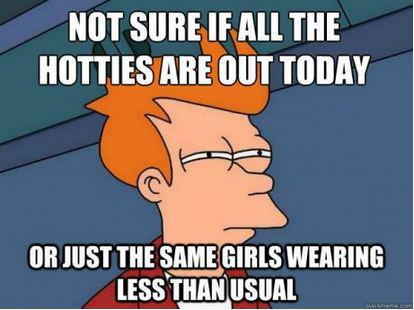 NOT SURE IF ALL THE
HOTTIES ARE OUT TODAY
OR JUST THE SAME GIRLS WEARING
LESS THAN USUAL
quickmeme.com